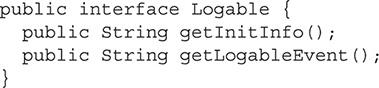 public interface Logable {
  public String getInitInfo();
  public String getLogableEvent();
}